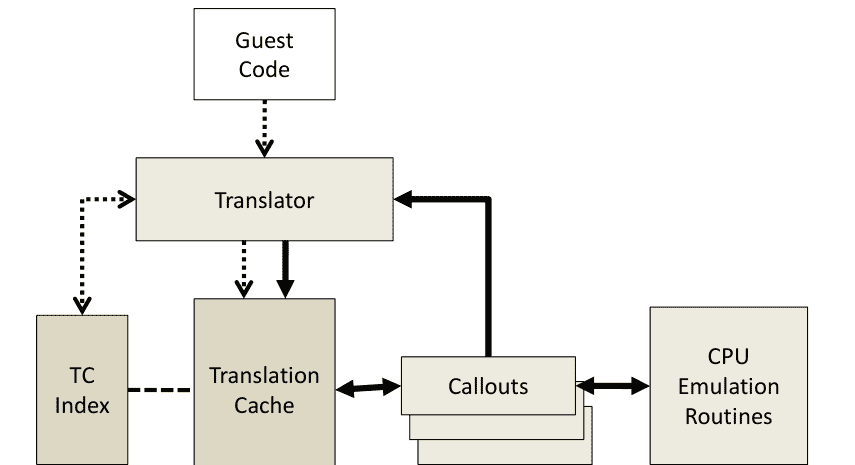 Guest
Code
Translator
TC
Index
Translation
Cache
Callouts
CPU
Emulation
Routines